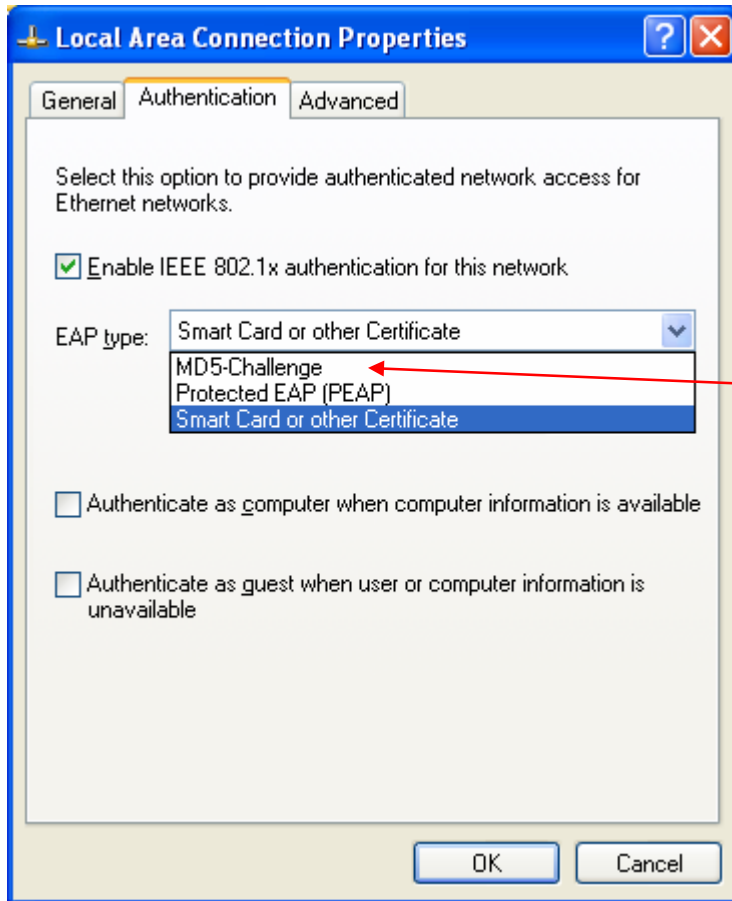 Local Area Connection Properties
General Authentication Advanced
Select this option to provide authenticated network access for
Ethernet networks.
Enable IEEE 802.1x authentication for this network
EAP type: Smart Card or other Certificate
MD5-Challenge
Protected EAP (PEAP)
Smart Card or other Certificate
Authenticate as computer when computer information is available
Authenticate as guest when user or computer information is
unavailable
OK Cancel